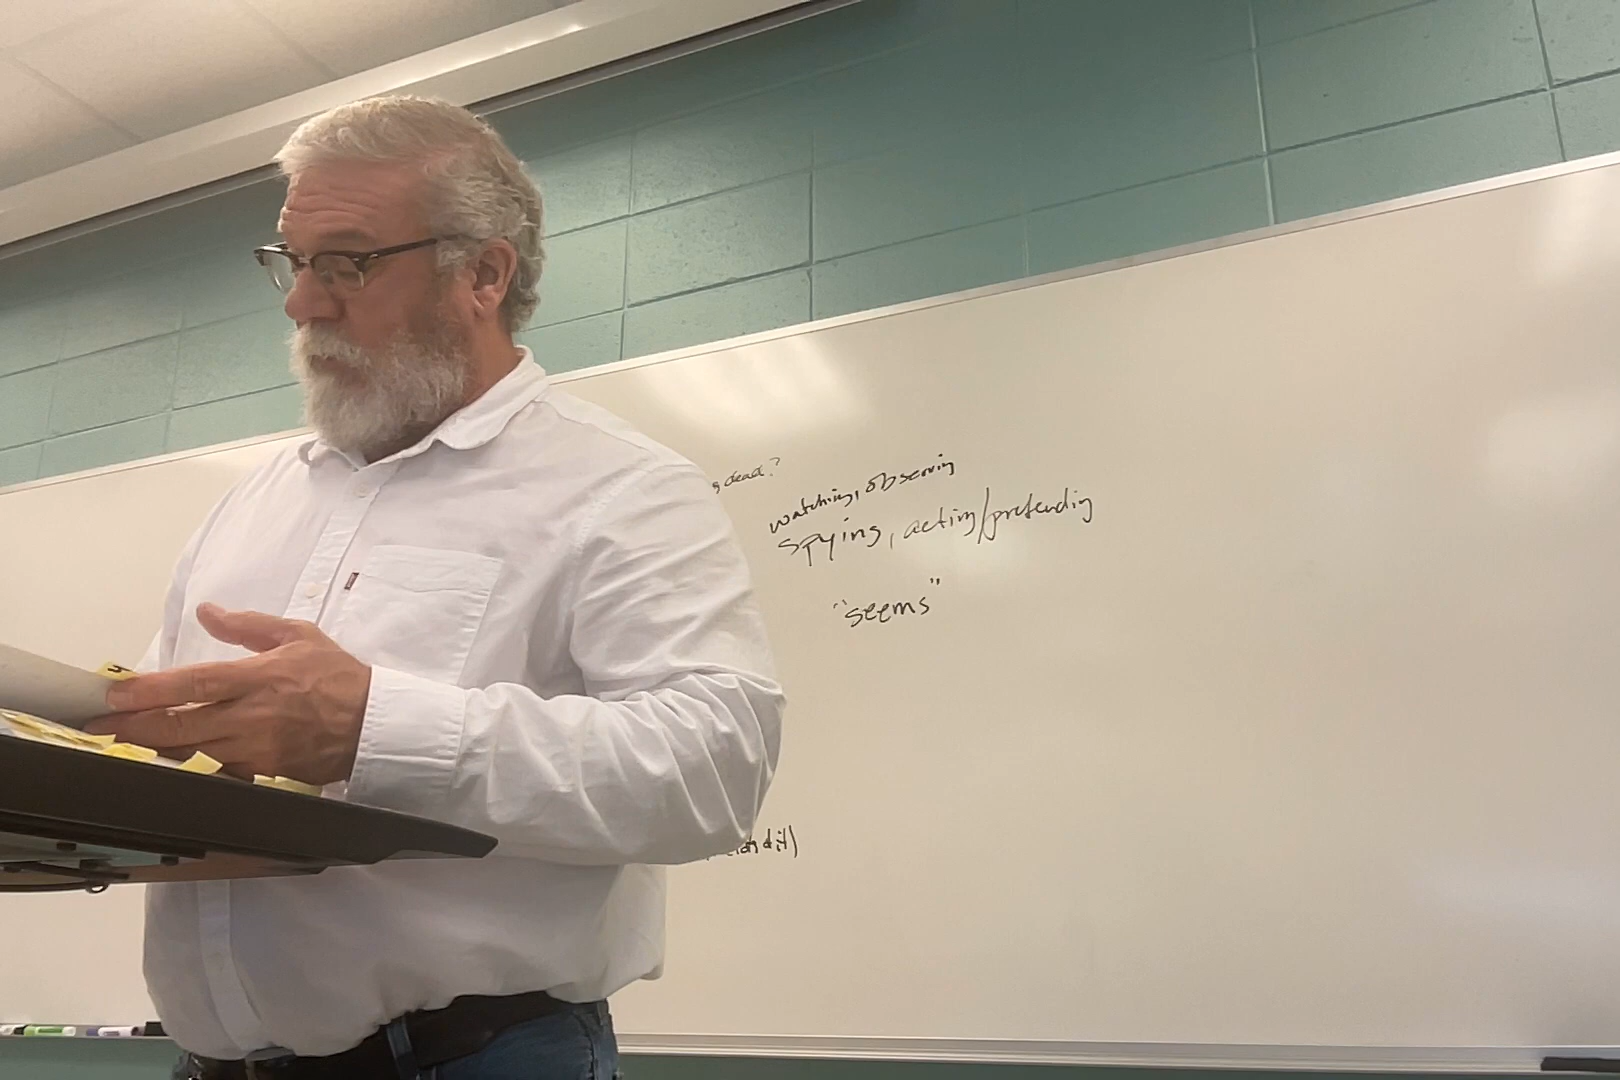 dead?
watching, observing
spying, acting/pretending
"seems"